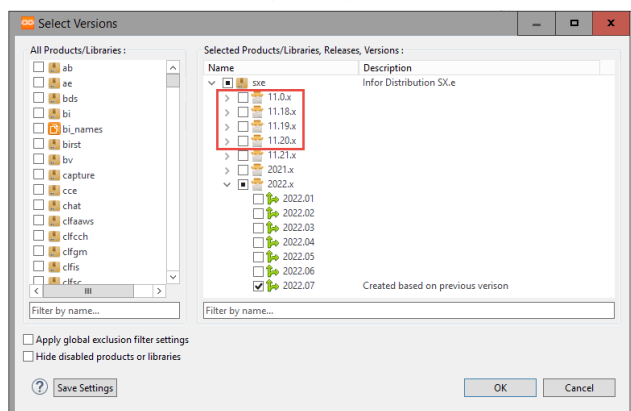 Select Versions
All Products/Libraries :
ab
ae
bds
bi
bi_names
birst
bv
capture
cce
chat
clfaaws
clfcch
clfgm
clfis
clfsc
Filter by name...
Selected Products/Libraries, Releases, Versions :
Name Description
sxe Infor Distribution SX.e
11.0.x
11.18.x
11.19.x
11.20.x
11.21.x
2021.x
2022.x
2022.01
2022.02
2022.03
2022.04
2022.05
2022.06
2022.07 Created based on previous verison
Filter by name...
Apply global exclusion filter settings
Hide disabled products or libraries
? Save Settings
OK Cancel